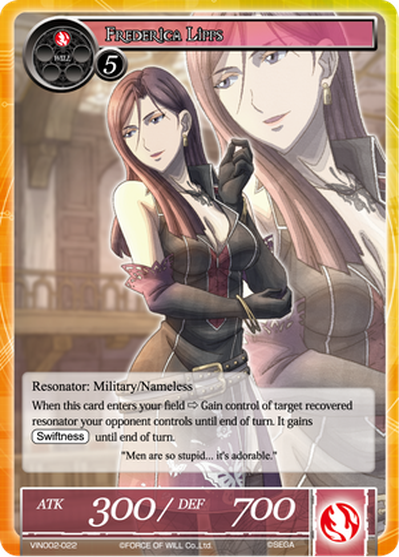 Frederica Lipps
WILL
5
Resonator: Military/Nameless
When this card enters your field ⇨ Gain control of target recovered
resonator your opponent controls until end of turn. It gains
Swiftness until end of turn.
"Men are so stupid... it's adorable."
ATK 300 / DEF 700
VIN002-022 ©FORCE OF WILL Co.,Ltd. ©SEGA